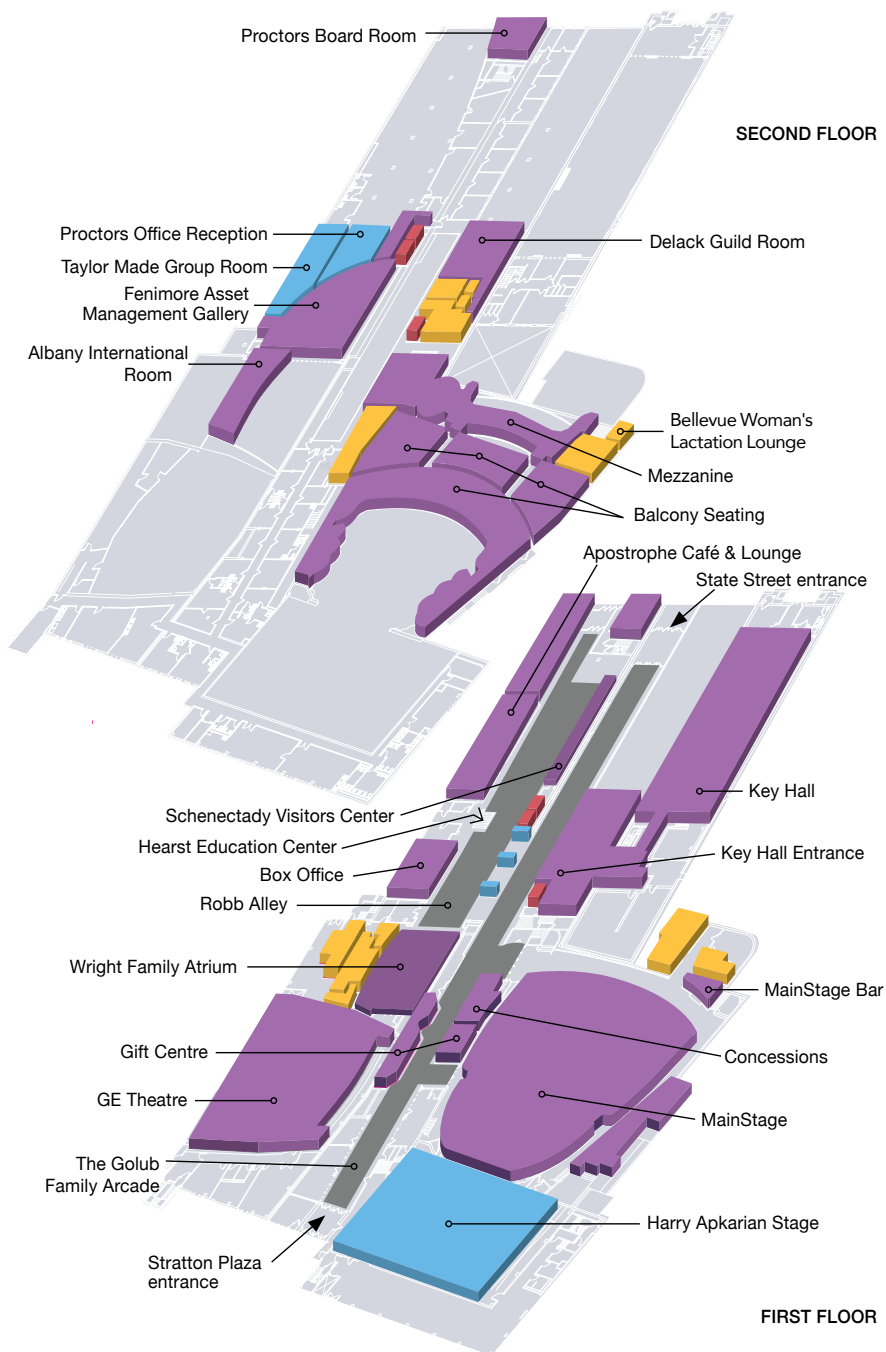 Proctors Board Room
SECOND FLOOR
Proctors Office Reception
Delack Guild Room
Taylor Made Group Room
Fenimore Asset
Management Gallery
Albany International
Room
Bellevue Woman's
Lactation Lounge
Mezzanine
Balcony Seating
Apostrophe Café & Lounge
State Street entrance
Key Hall
Schenectady Visitors Center
Hearst Education Center
Key Hall Entrance
Box Office
Robb Alley
Wright Family Atrium
MainStage Bar
Gift Centre
Concessions
GE Theatre
MainStage
The Golub
Family Arcade
Harry Apkarian Stage
Stratton Plaza
entrance
FIRST FLOOR